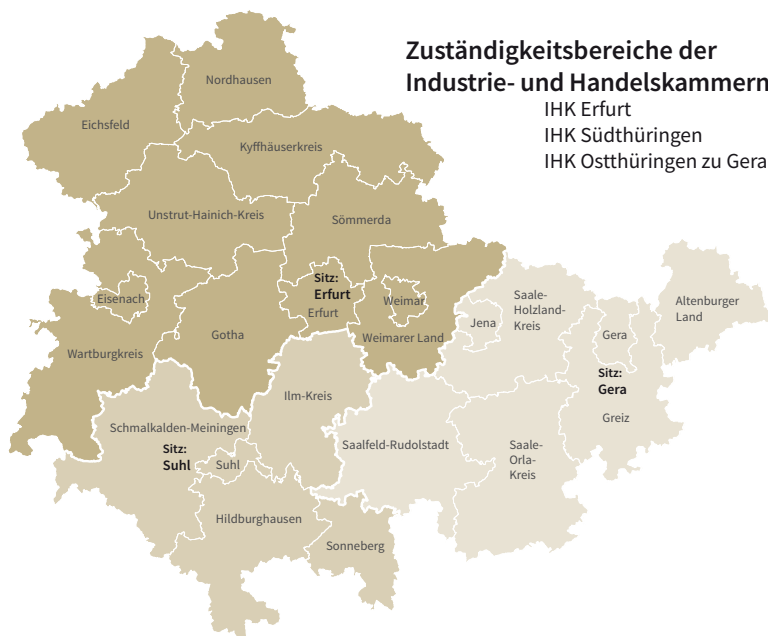 Zuständigkeitsbereiche der
Industrie- und Handelskammern
IHK Erfurt
IHK Südthüringen
IHK Ostthüringen zu Gera
Nordhausen
Eichsfeld
Kyffhäuserkreis
Unstrut-Hainich-Kreis
Sömmerda
Sitz:
Erfurt
Erfurt
Eisenach
Weimar
Gotha
Weimarer Land
Wartburgkreis
Saale-
Holzland-
Kreis
Jena
Altenburger
Land
Gera
Sitz:
Gera
Greiz
Ilm-Kreis
Schmalkalden-Meiningen
Sitz:
Suhl
Suhl
Saalfeld-Rudolstadt
Saale-
Orla-
Kreis
Hildburghausen
Sonneberg